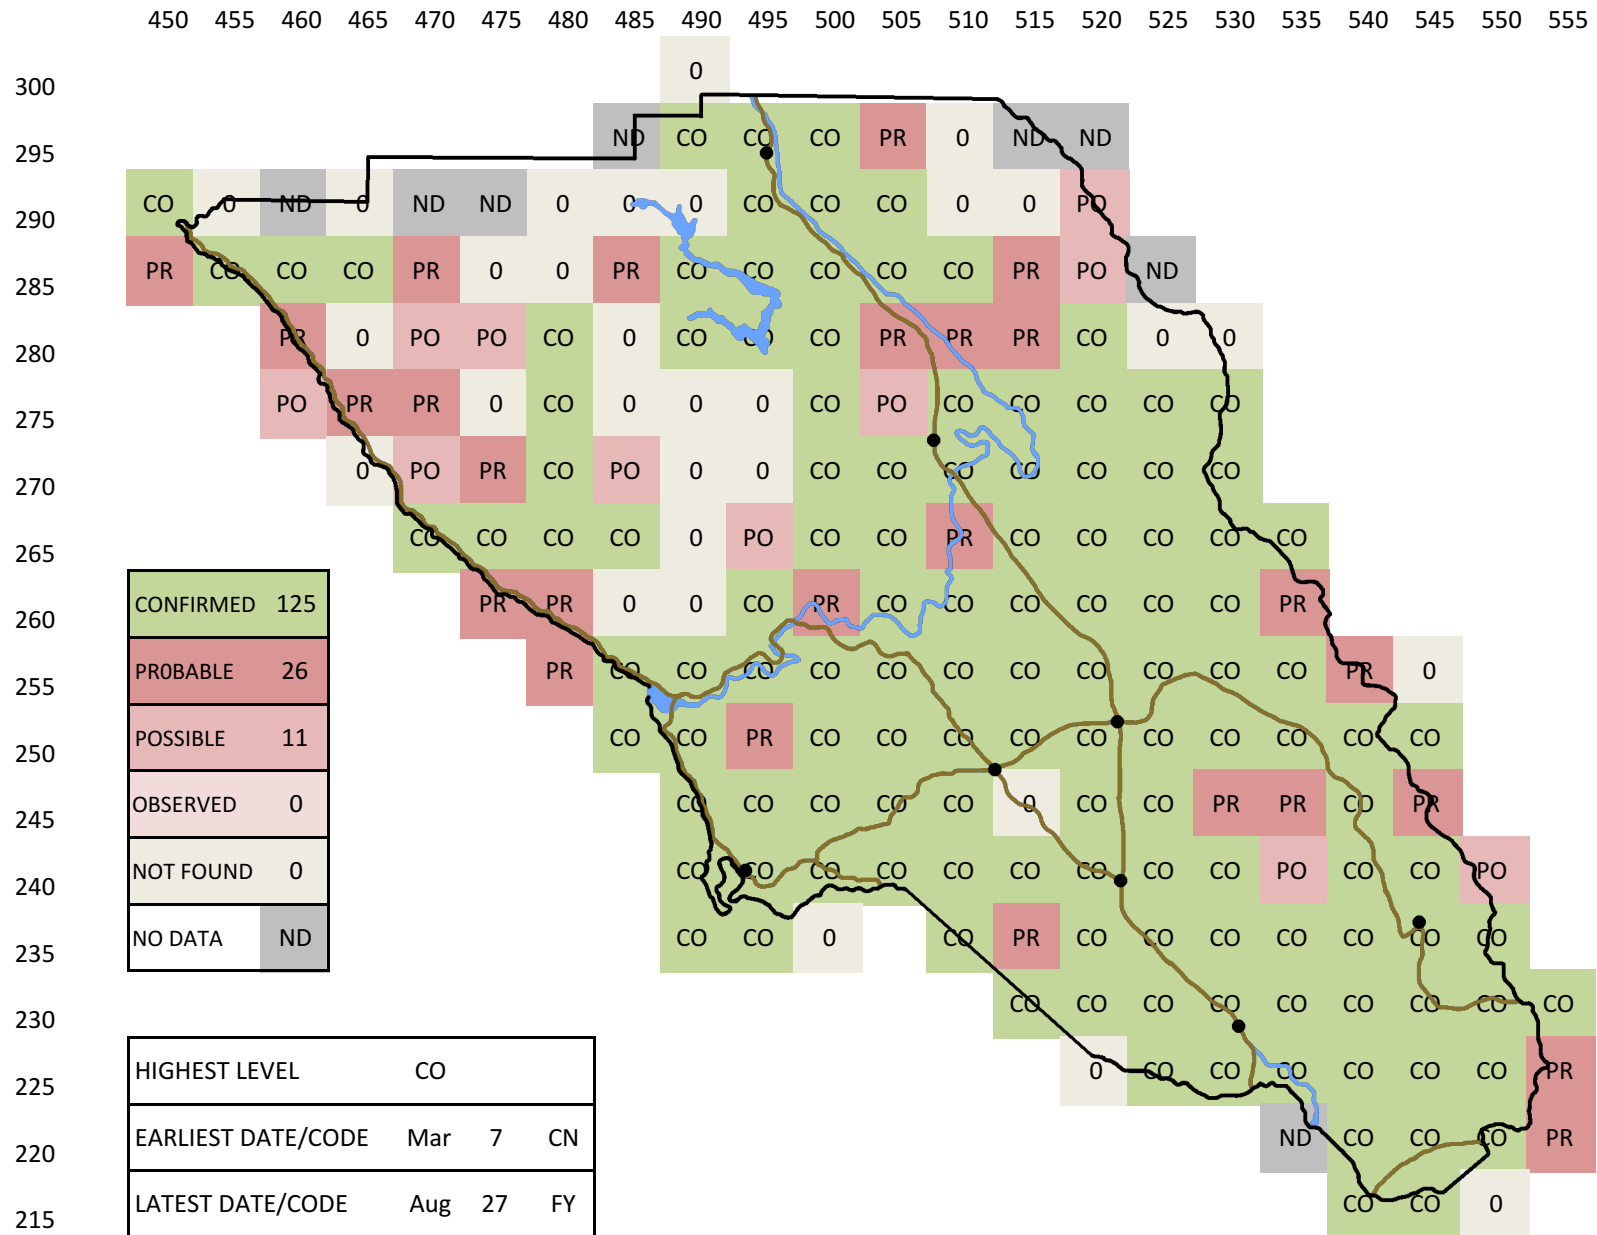 450 455 460 465 470 475 480 485 490 495 500 505 510 515 520 525 530 535 540 545 550 555
0
300
ND CO CO CO PR 0 ND ND
295
CO 0 ND 0 ND ND 0 0 0 CO CO CO 0 0 PO
290
PR CO CO CO PR 0 0 PR CO CO CO CO CO PR PO ND
285
PR 0 PO PO CO 0 CO CO CO PR PR PR CO 0 0
280
PO PR PR 0 CO 0 0 0 CO PO CO CO CO CO CO
275
0 PO PR CO PO 0 0 CO CO CO CO CO CO CO
270
CO CO CO CO 0 PO CO CO PR CO CO CO CO CO
265
PR PR 0 0 CO PR CO CO CO CO CO CO PR
CONFIRMED 125
260
PR CO CO CO CO CO CO CO CO CO CO CO PR 0
PR0BABLE 26
255
CO CO PR CO CO CO CO CO CO CO CO CO CO
POSSIBLE 11
250
CO CO CO CO CO 0 CO CO PR PR CO PR
OBSERVED 0
245
CO CO CO CO CO CO CO CO CO PO CO CO PO
NOT FOUND 0
240
CO CO 0 CO PR CO CO CO CO CO CO CO
NO DATA ND
235
CO CO CO CO CO CO CO CO CO
230
0 CO CO CO CO CO CO PR
HIGHEST LEVEL CO
225
ND CO CO CO PR
EARLIEST DATE/CODE Mar 7 CN
220
CO CO 0
LATEST DATE/CODE Aug 27 FY
215